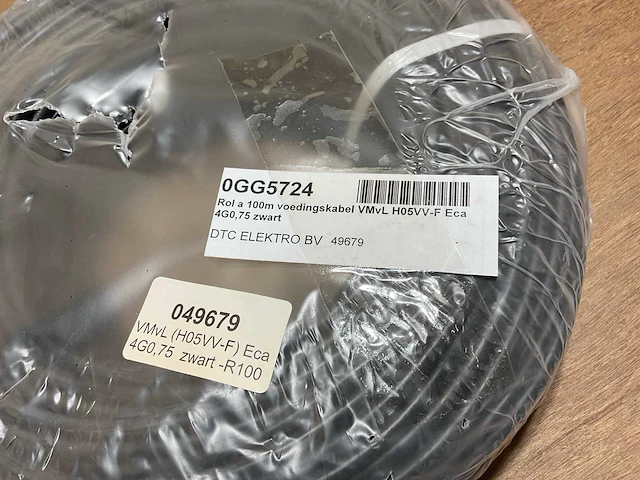 0GG5724
Rol a 100m voedingskabel VMvL H05VV-F Eca
4G0,75 zwart
DTC ELEKTRO BV 49679
049679
VMvL (H05VV-F) Eca
4G0,75 zwart -R100